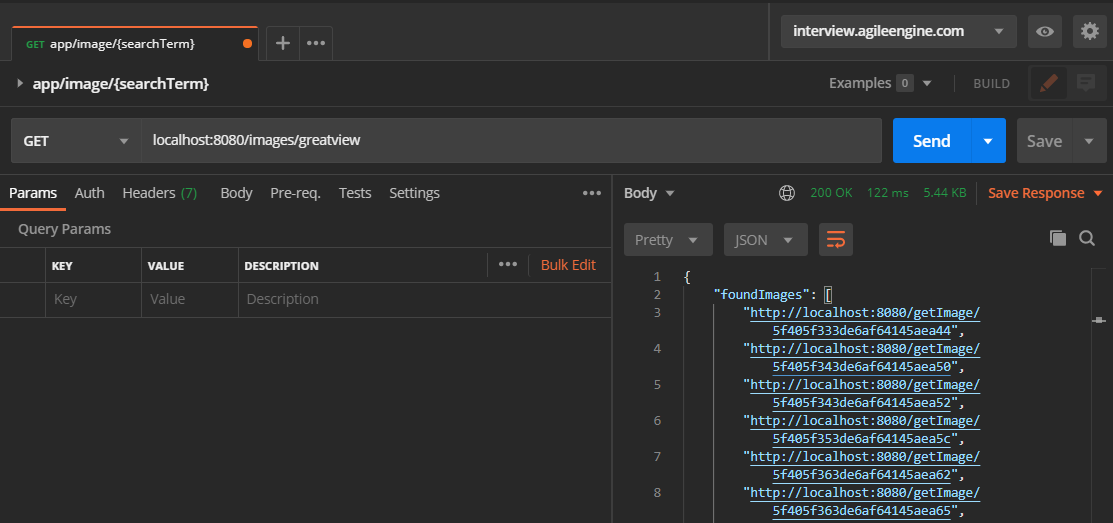 GET app/image/{searchTerm}
interview.agileengine.com
app/image/{searchTerm}
Examples 0
BUILD
GET
localhost:8080/images/greatview
Send
Save
Params Auth Headers (7) Body Pre-req. Tests Settings
Body
200 OK 122 ms 5.44 KB Save Response
Query Params
Pretty
JSON
KEY VALUE DESCRIPTION Bulk Edit
Key Value Description
1 {
2 "foundImages": [
3 "http://localhost:8080/getImage/
5f405f333de6af64145aea44",
4 "http://localhost:8080/getImage/
5f405f343de6af64145aea50",
5 "http://localhost:8080/getImage/
5f405f343de6af64145aea52",
6 "http://localhost:8080/getImage/
5f405f353de6af64145aea5c",
7 "http://localhost:8080/getImage/
5f405f363de6af64145aea62",
8 "http://localhost:8080/getImage/
5f405f363de6af64145aea65",